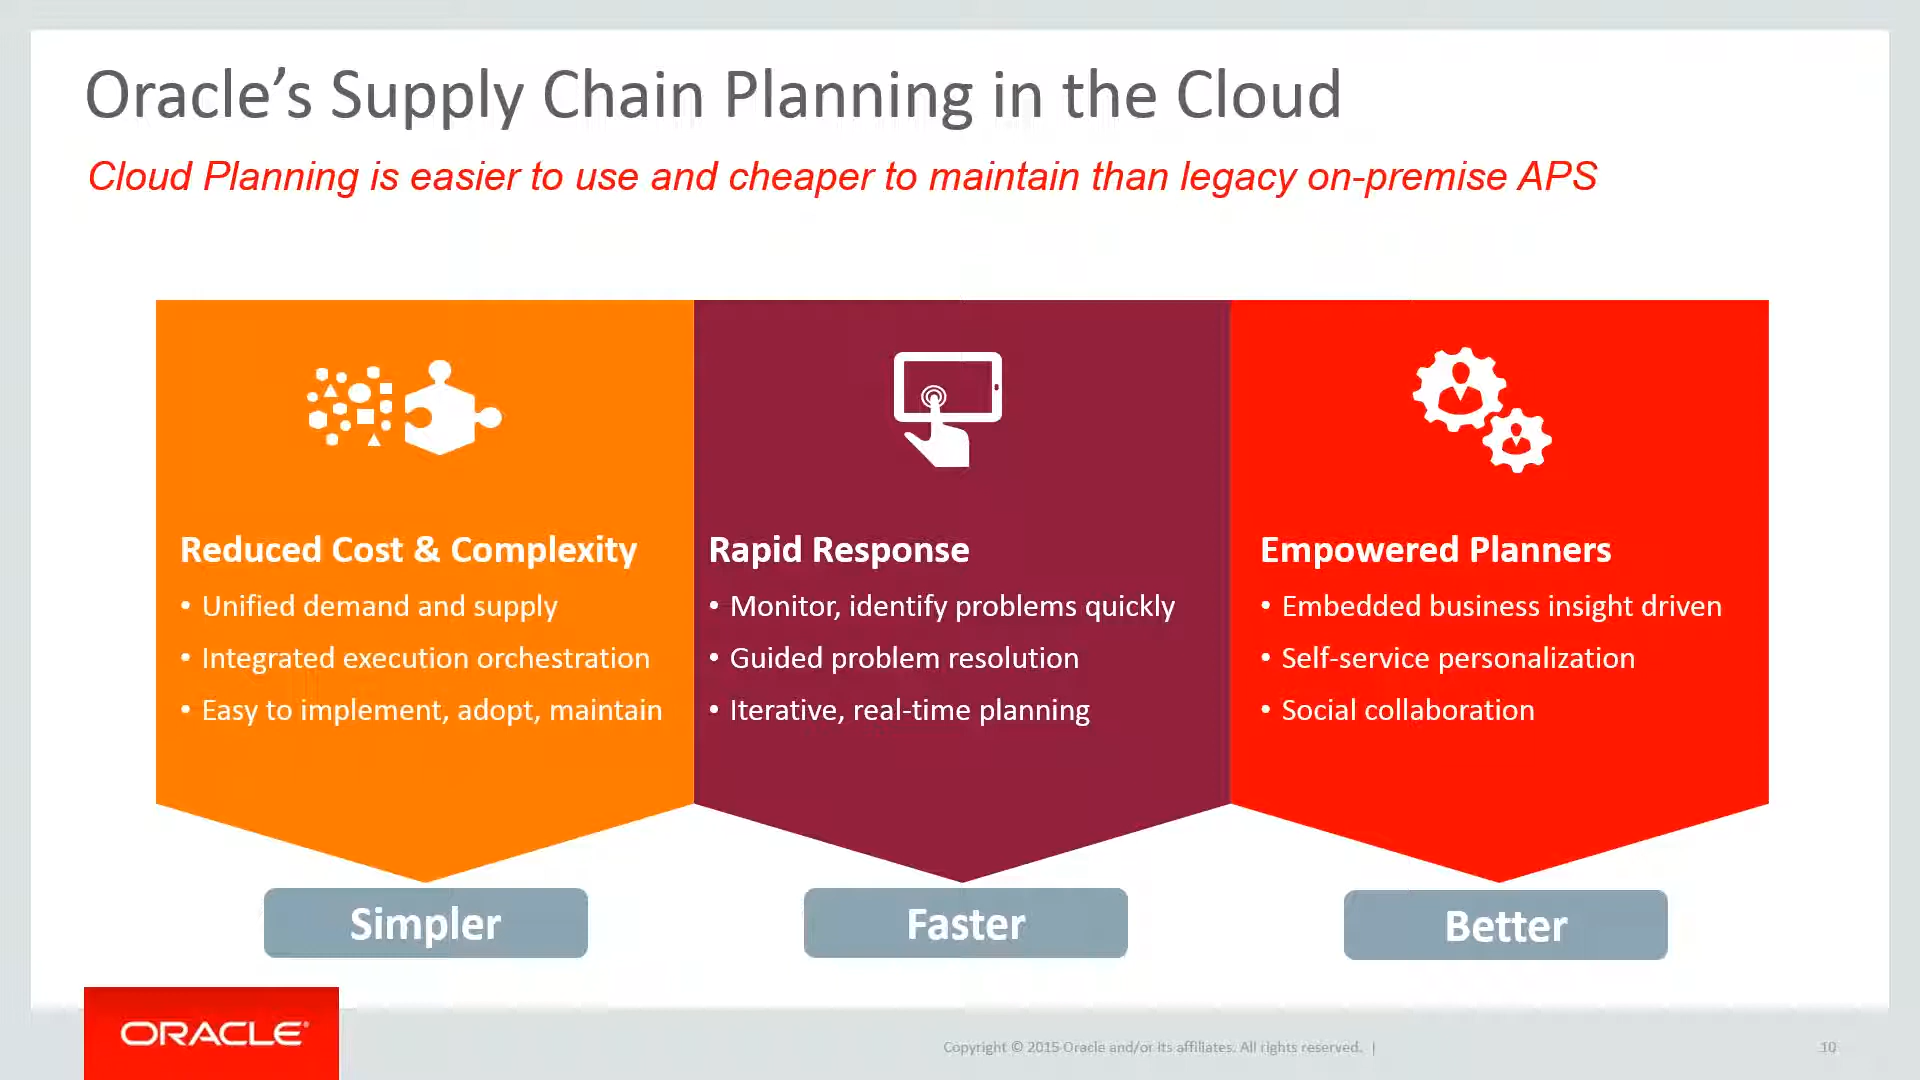 Oracle’s Supply Chain Planning in the Cloud
Cloud Planning is easier to use and cheaper to maintain than legacy on-premise APS
Reduced Cost & Complexity
• Unified demand and supply
• Integrated execution orchestration
• Easy to implement, adopt, maintain
Simpler
Rapid Response
• Monitor, identify problems quickly
• Guided problem resolution
• Iterative, real-time planning
Faster
Empowered Planners
• Embedded business insight driven
• Self-service personalization
• Social collaboration
Better
ORACLE®
Copyright © 2015 Oracle and/or its affiliates. All rights reserved. |
10